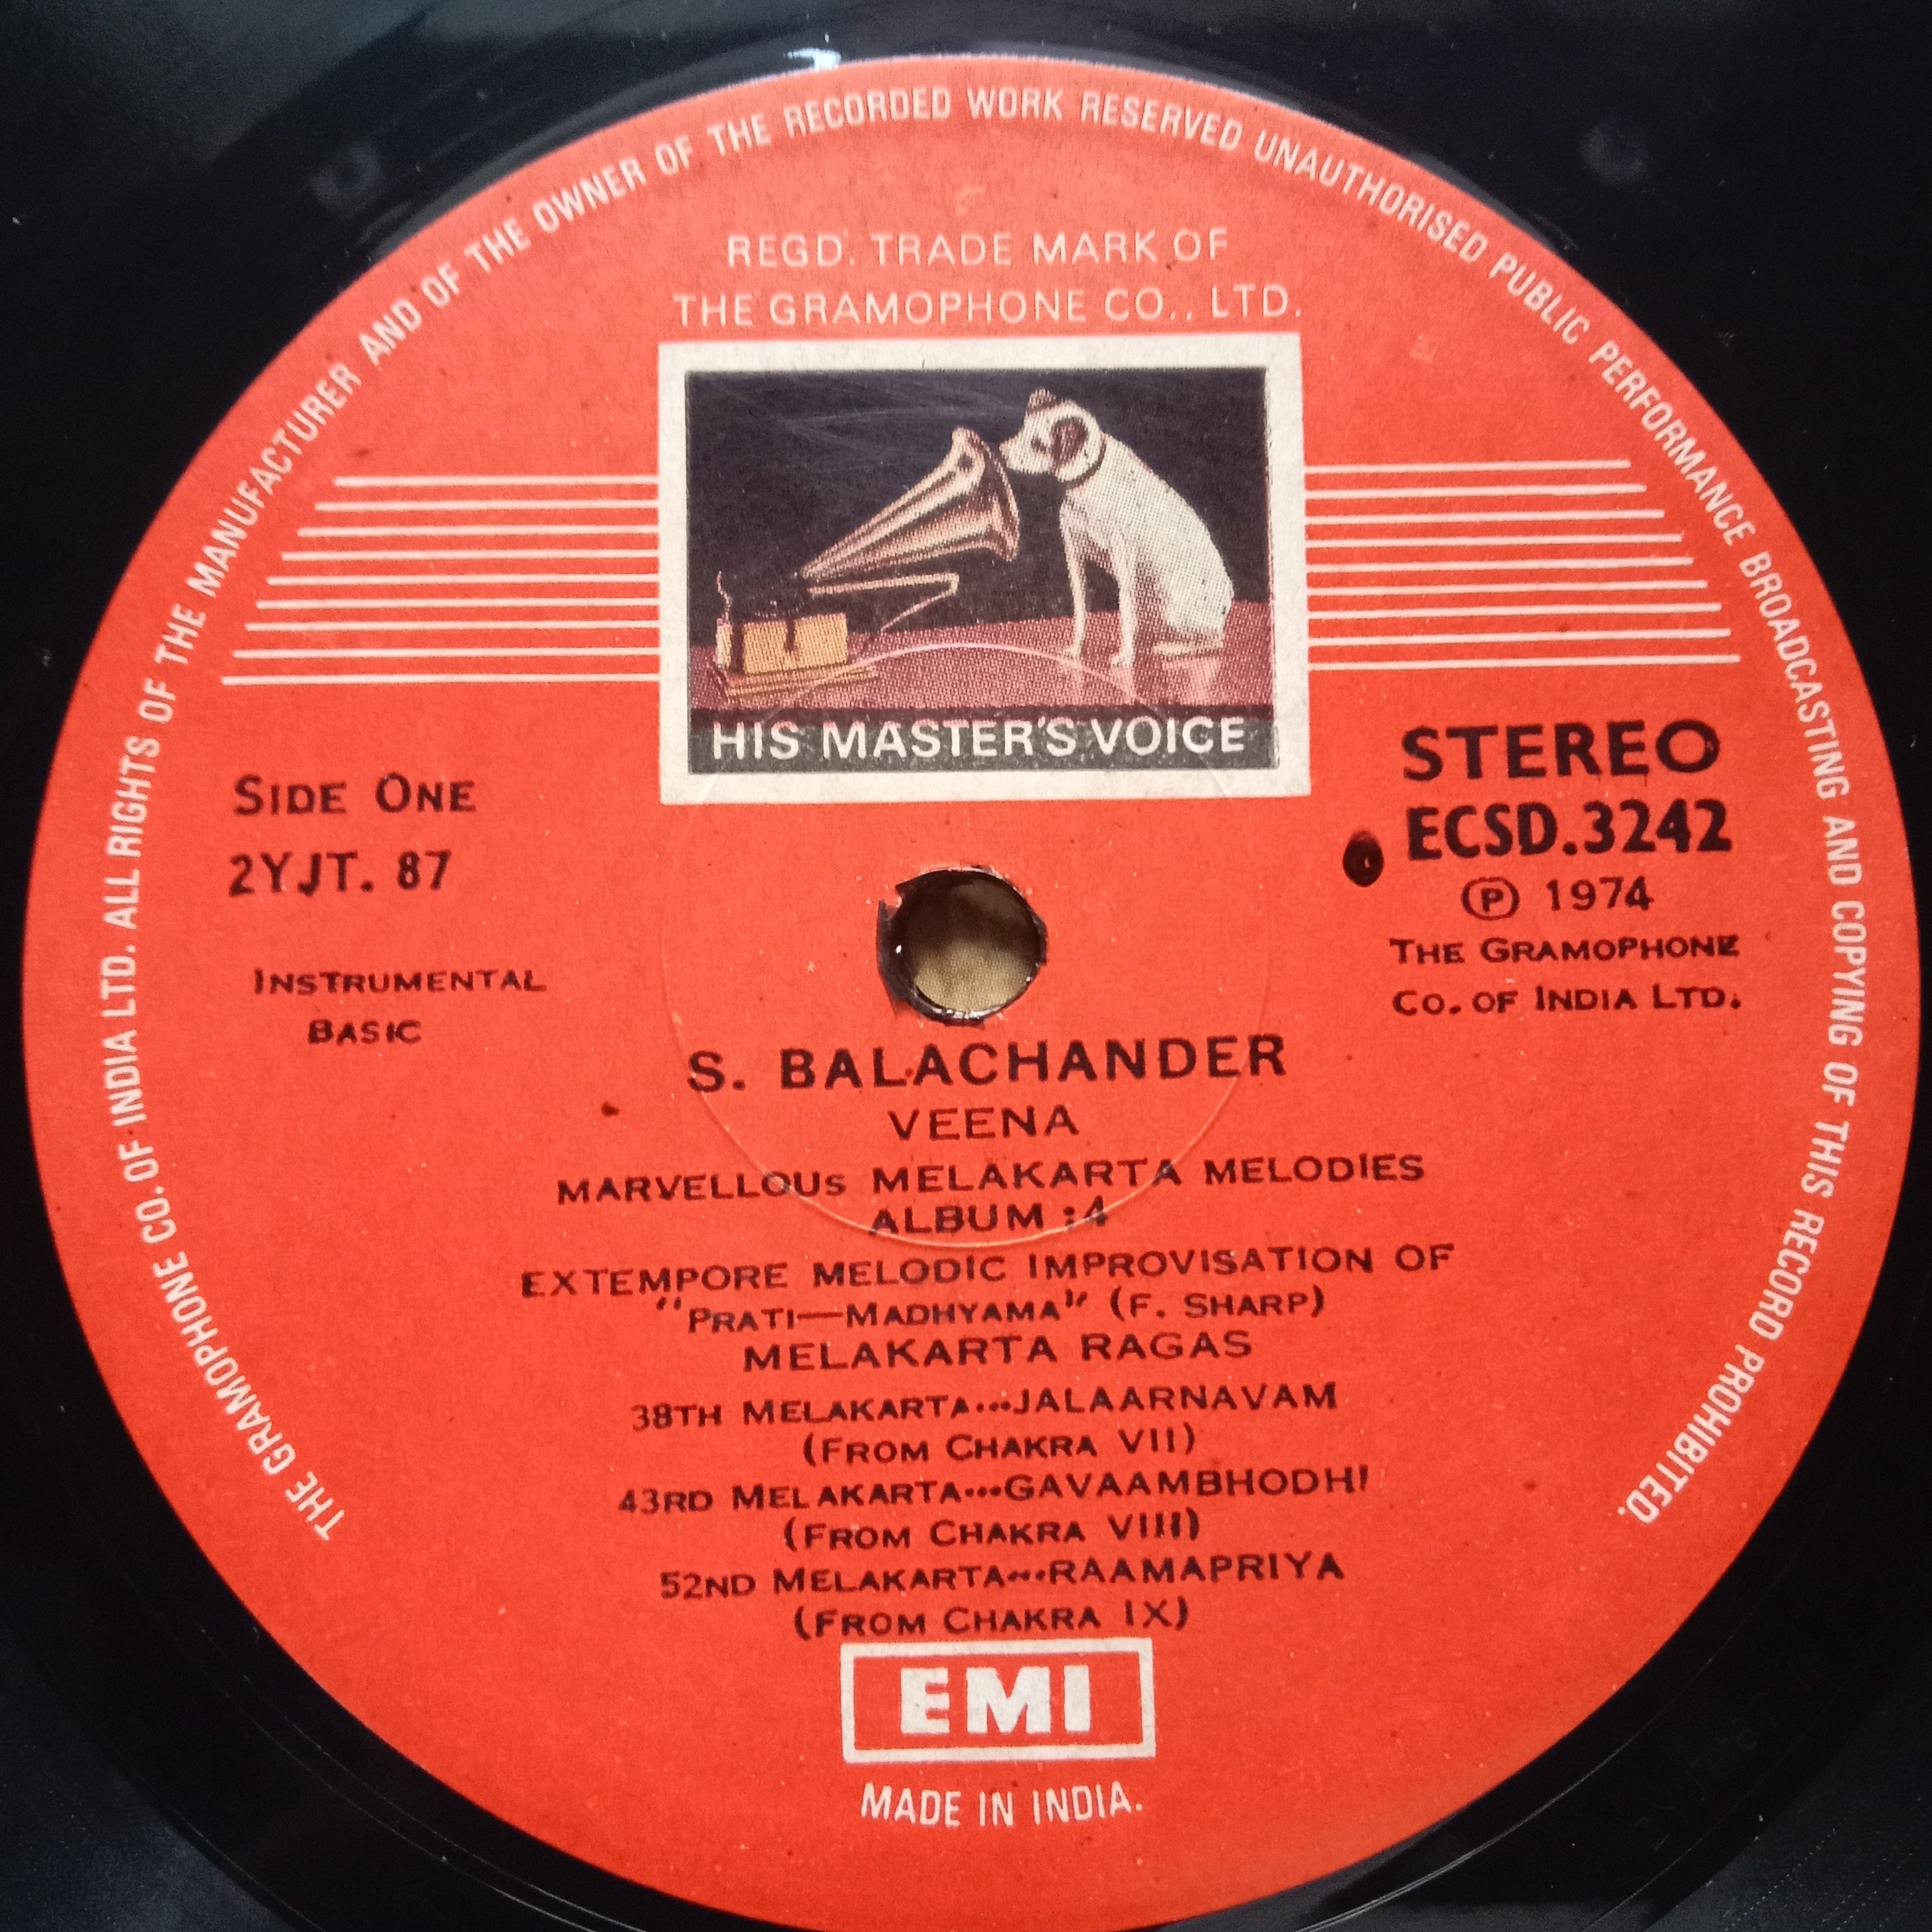 THE GRAMOPHONE CO. OF INDIA LTD. ALL RIGHTS OF THE MANUFACTURER AND OF THE OWNER OF THE RECORDED WORK RESERVED UNAUTHORISED PUBLIC PERFORMANCE BROADCASTING AND COPYING OF THIS RECORD PROHIBITED.
REGD. TRADE MARK OF
THE GRAMOPHONE CO., LTD.
HIS MASTER'S VOICE
SIDE ONE
2YJT. 87
INSTRUMENTAL
BASIC
STEREO
ECSD.3242
Ⓟ 1974
THE GRAMOPHONE
CO. OF INDIA LTD.
S. BALACHANDER
VEENA
MARVELLOUS MELAKARTA MELODIES
ALBUM :4
EXTEMPORE MELODIC IMPROVISATION OF
"PRATI—MADHYAMA" (F. SHARP)
MELAKARTA RAGAS
38TH MELAKARTA...JALAARNAVAM
(FROM CHAKRA VII)
43RD MELAKARTA...GAVAAMBHODHI
(FROM CHAKRA VIII)
52ND MELAKARTA...RAAMAPRIYA
(FROM CHAKRA IX)
EMI
MADE IN INDIA.